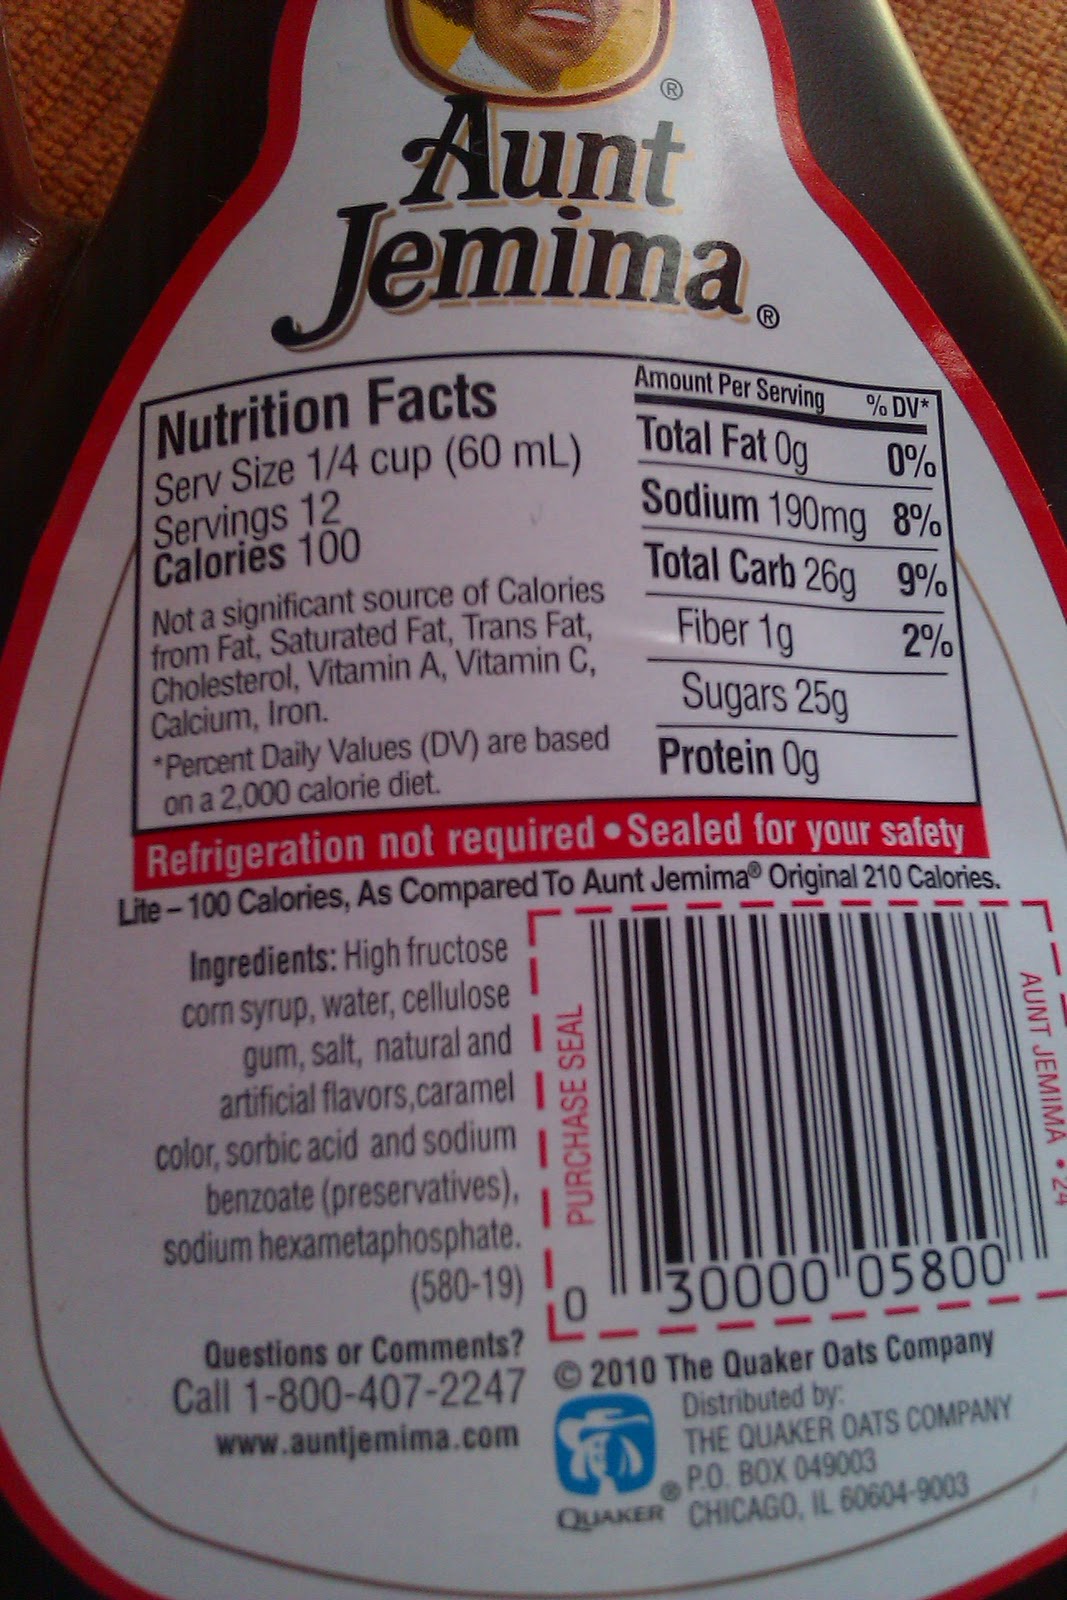 ®
Aunt
Jemima®
Nutrition Facts
Serv Size 1/4 cup (60 mL)
Servings 12
Calories 100
Not a significant source of Calories
from Fat, Saturated Fat, Trans Fat,
Cholesterol, Vitamin A, Vitamin C,
Calcium, Iron.
*Percent Daily Values (DV) are based
on a 2,000 calorie diet.
Amount Per Serving % DV*
Total Fat 0g 0%
Sodium 190mg 8%
Total Carb 26g 9%
Fiber 1g 2%
Sugars 25g
Protein 0g
Refrigeration not required • Sealed for your safety
Lite – 100 Calories, As Compared To Aunt Jemima® Original 210 Calories.
Ingredients: High fructose
corn syrup, water, cellulose
gum, salt, natural and
artificial flavors,caramel
color, sorbic acid and sodium
benzoate (preservatives),
sodium hexametaphosphate.
(580-19)
Questions or Comments?
Call 1-800-407-2247
www.auntjemima.com
PURCHASE SEAL
AUNT JEMIMA • 24
0 30000 05800
© 2010 The Quaker Oats Company
Distributed by:
THE QUAKER OATS COMPANY
P.O. BOX 049003
CHICAGO, IL 60604-9003
QUAKER®